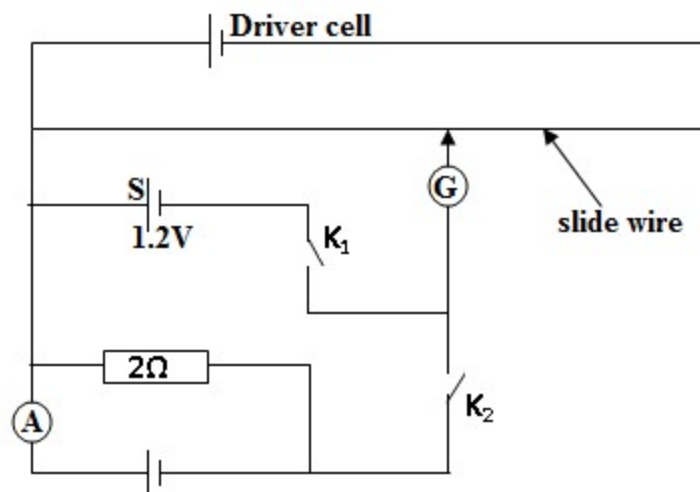 Driver cell
S
1.2V
G
slide wire
K₁
2Ω
A
K₂